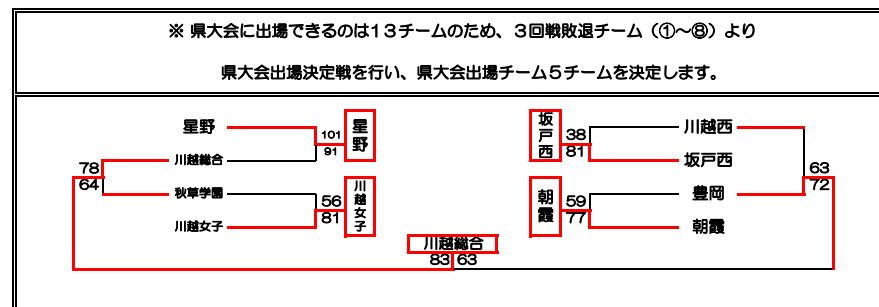 ※ 県大会に出場できるのは13チームのため、3回戦敗退チーム（①～⑧）より
県大会出場決定戦を行い、県大会出場チーム5チームを決定します。
星野
川越総合
秋草学園
川越女子
78
64
101
91
56
81
星野
川越女子
坂戸西
朝霞
38
81
59
77
川越西
坂戸西
豊岡
朝霞
63
72
川越総合
83 63